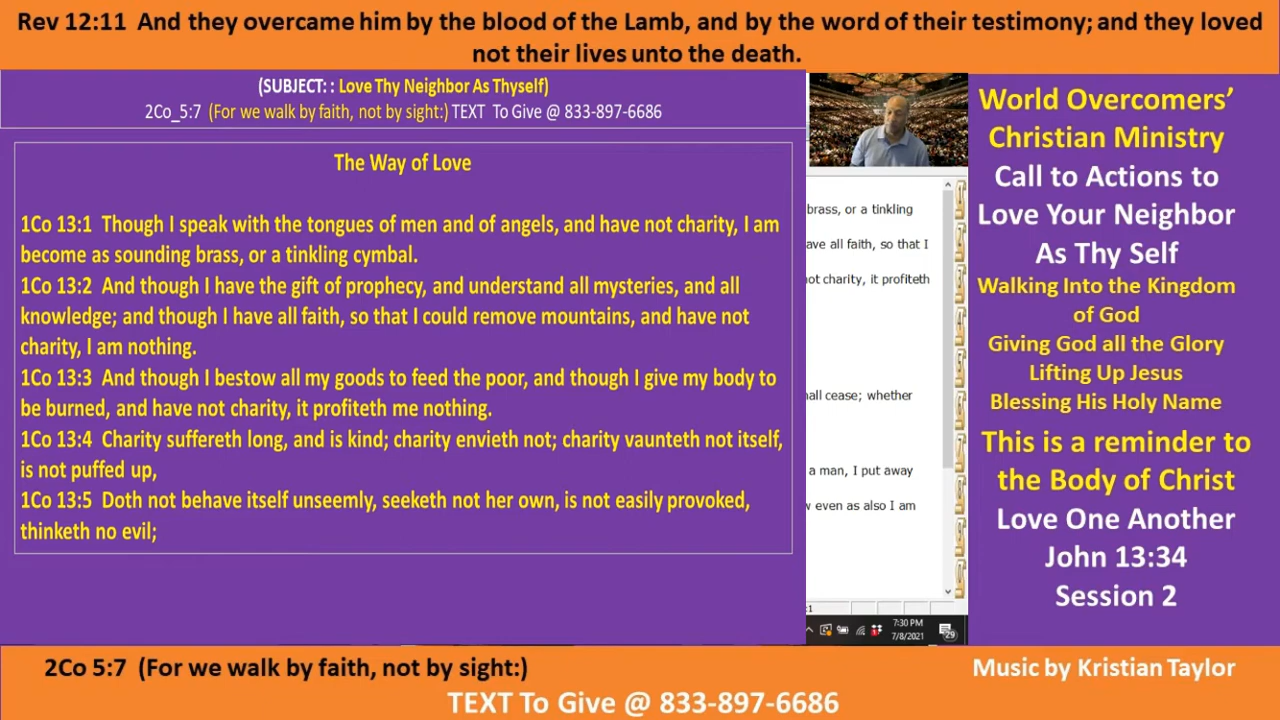 Rev 12:11 And they overcame him by the blood of the Lamb, and by the word of their testimony; and they loved
not their lives unto the death.
(SUBJECT: : Love Thy Neighbor As Thyself)
2Co_5:7 (For we walk by faith, not by sight:) TEXT To Give @ 833-897-6686
The Way of Love
1Co 13:1 Though I speak with the tongues of men and of angels, and have not charity, I am
become as sounding brass, or a tinkling cymbal.
1Co 13:2 And though I have the gift of prophecy, and understand all mysteries, and all
knowledge; and though I have all faith, so that I could remove mountains, and have not
charity, I am nothing.
1Co 13:3 And though I bestow all my goods to feed the poor, and though I give my body to
be burned, and have not charity, it profiteth me nothing.
1Co 13:4 Charity suffereth long, and is kind; charity envieth not; charity vaunteth not itself,
is not puffed up,
1Co 13:5 Doth not behave itself unseemly, seeketh not her own, is not easily provoked,
thinketh no evil;
brass, or a tinkling
ave all faith, so that I
ot charity, it profiteth
all cease; whether
a man, I put away
even as also I am
:1
7:30 PM
7/8/2021
29
World Overcomers'
Christian Ministry
Call to Actions to
Love Your Neighbor
As Thy Self
Walking Into the Kingdom
of God
Giving God all the Glory
Lifting Up Jesus
Blessing His Holy Name
This is a reminder to
the Body of Christ
Love One Another
John 13:34
Session 2
2Co 5:7 (For we walk by faith, not by sight:)
Music by Kristian Taylor
TEXT To Give @ 833-897-6686